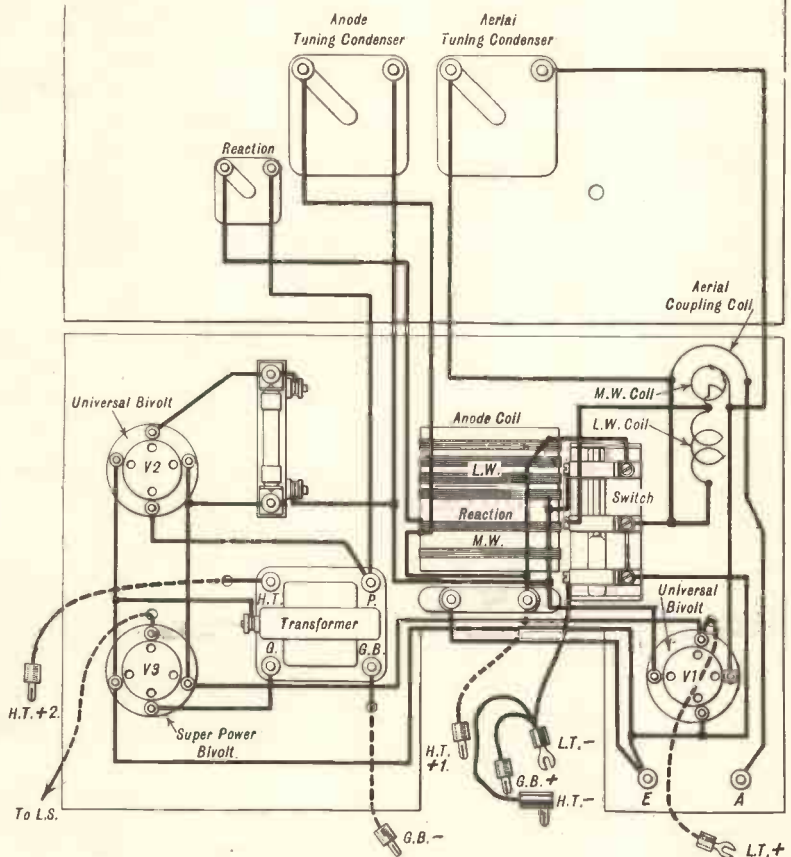 Anode
Tuning Condenser
Aerial
Tuning Condenser
Reaction
Aerial
Coupling Coil
M.W. Coil
L.W. Coil
Universal Bivolt
V2
Anode Coil
L.W.
Reaction
M.W.
Switch
H.T.
P.
Transformer
G.
G.B.
V3
Super Power
Bivolt
Universal
Bivolt
V1
H.T.+2.
To L.S.
G.B.-
H.T.
+1.
L.T.-
G.B.+
H.T.-
E
A
L.T.+